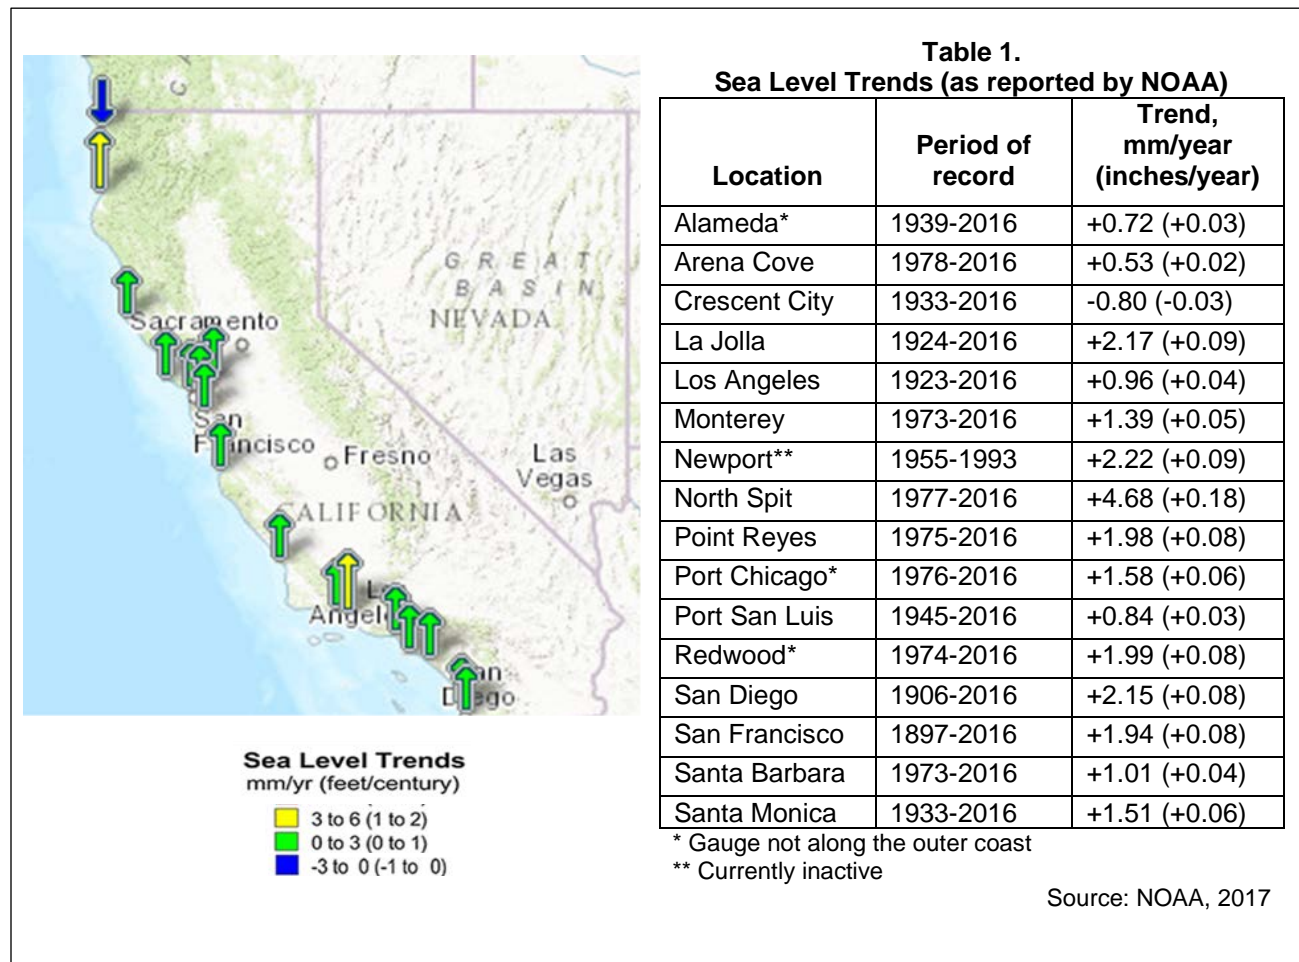 Sacramento
GREAT
BASIN
NEVADA
San
Francisco
Fresno
Las
Vegas
CALIFORNIA
Angel
Diego
Sea Level Trends
mm/yr (feet/century)
3 to 6 (1 to 2)
0 to 3 (0 to 1)
-3 to 0 (-1 to 0)
Table 1.
Sea Level Trends (as reported by NOAA)
Location Period of record Trend, mm/year (inches/year)
Alameda* 1939-2016 +0.72 (+0.03)
Arena Cove 1978-2016 +0.53 (+0.02)
Crescent City 1933-2016 -0.80 (-0.03)
La Jolla 1924-2016 +2.17 (+0.09)
Los Angeles 1923-2016 +0.96 (+0.04)
Monterey 1973-2016 +1.39 (+0.05)
Newport** 1955-1993 +2.22 (+0.09)
North Spit 1977-2016 +4.68 (+0.18)
Point Reyes 1975-2016 +1.98 (+0.08)
Port Chicago* 1976-2016 +1.58 (+0.06)
Port San Luis 1945-2016 +0.84 (+0.03)
Redwood* 1974-2016 +1.99 (+0.08)
San Diego 1906-2016 +2.15 (+0.08)
San Francisco 1897-2016 +1.94 (+0.08)
Santa Barbara 1973-2016 +1.01 (+0.04)
Santa Monica 1933-2016 +1.51 (+0.06)
* Gauge not along the outer coast
** Currently inactive
Source: NOAA, 2017